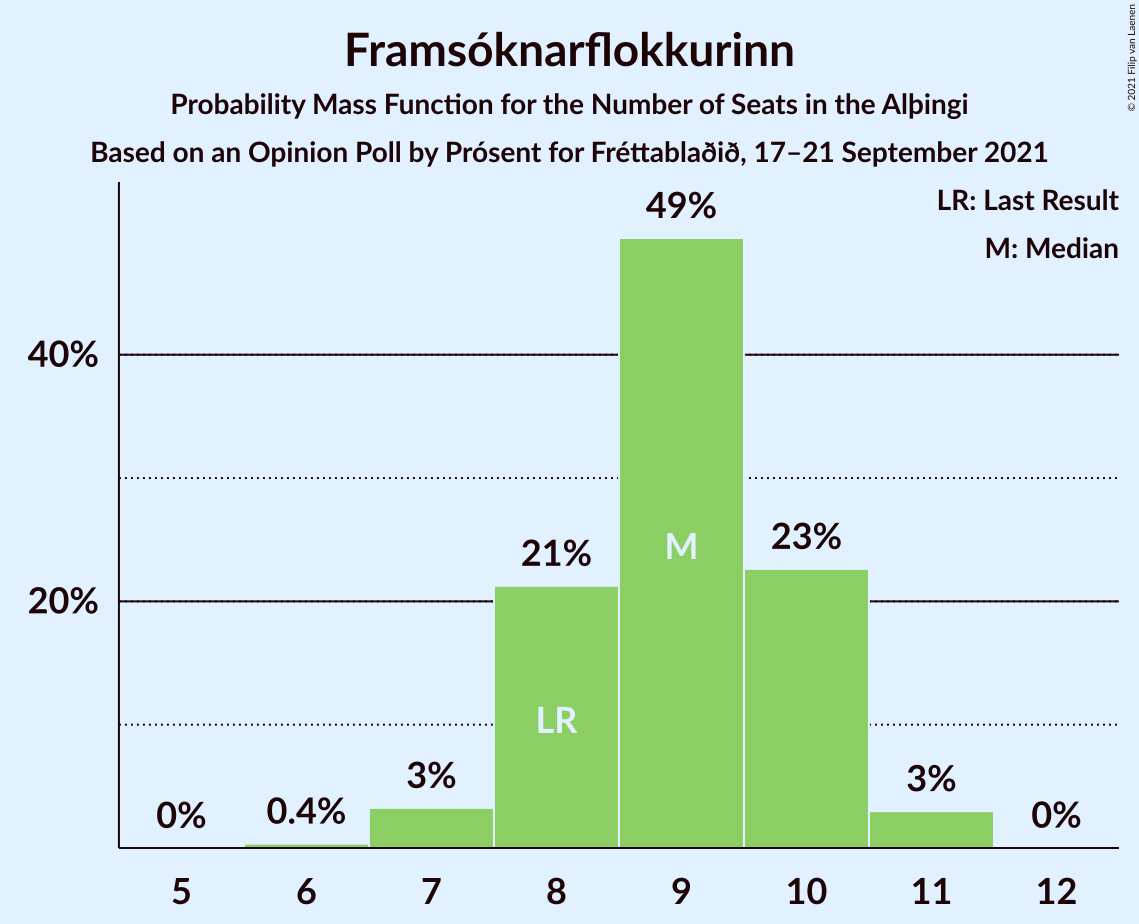 Framsóknarflokkurinn
Probability Mass Function for the Number of Seats in the Alþingi
Based on an Opinion Poll by Prósent for Fréttablaðið, 17–21 September 2021
© 2021 Filip van Laenen
LR: Last Result
M: Median
40%
20%
0%
0.4%
3%
21%
49%
23%
3%
0%
LR
M
5 6 7 8 9 10 11 12